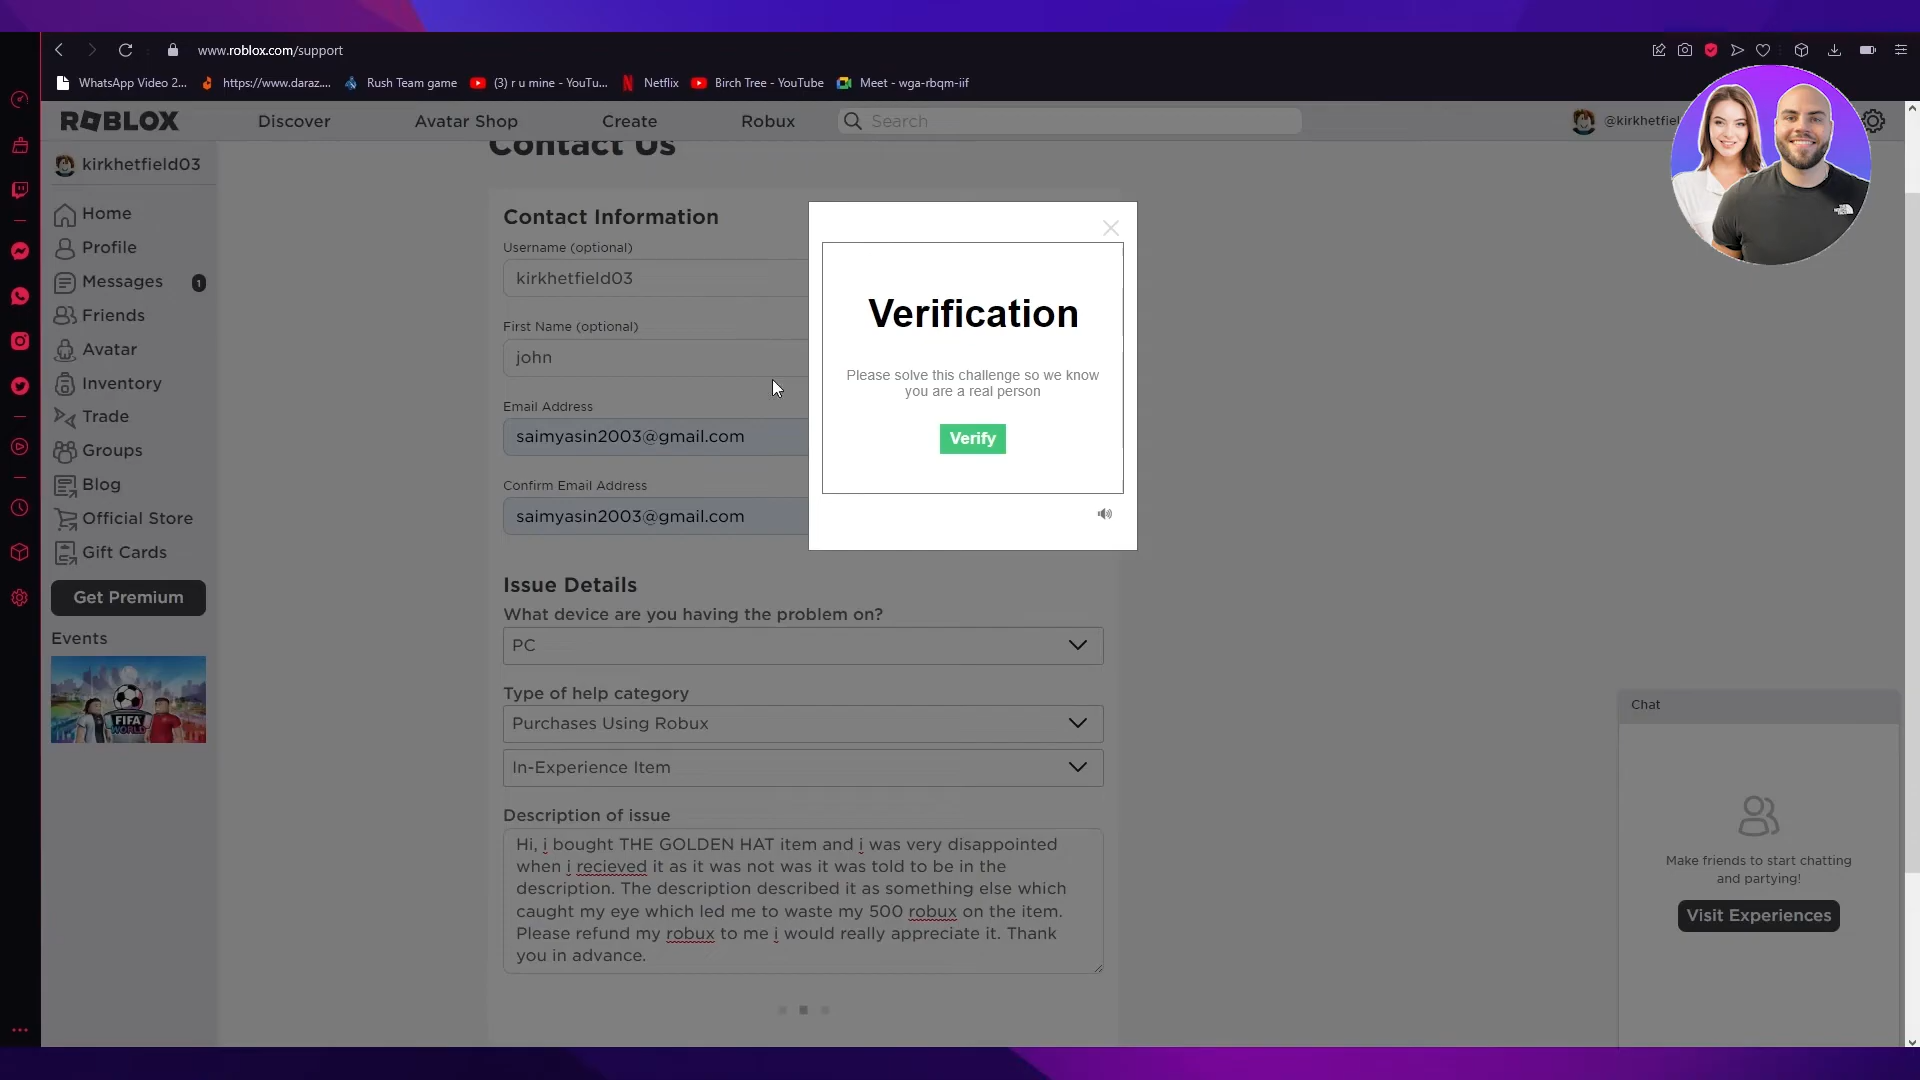 www.roblox.com/support
WhatsApp Video 2...
https://www.daraz....
Rush Team game
(3) r u mine - YouTu...
Netflix
Birch Tree - YouTube
Meet - wga-rbqm-iif
ROBLOX
Discover
Avatar Shop
Create
Robux
Search
@kirkhetfiel
kirkhetfield03
Home
Profile
Messages
1
Friends
Avatar
Inventory
Trade
Groups
Blog
Official Store
Gift Cards
Get Premium
Events
FIFA
WORLD
Contact Us
Contact Information
Username (optional)
kirkhetfield03
First Name (optional)
john
Email Address
saimyasin2003@gmail.com
Confirm Email Address
saimyasin2003@gmail.com
Issue Details
What device are you having the problem on?
PC
Type of help category
Purchases Using Robux
In-Experience Item
Description of issue
Hi, i bought THE GOLDEN HAT item and i was very disappointed
when i recieved it as it was not was it was told to be in the
description. The description described it as something else which
caught my eye which led me to waste my 500 robux on the item.
Please refund my robux to me i would really appreciate it. Thank
you in advance.
Verification
Please solve this challenge so we know
you are a real person
Verify
Chat
Make friends to start chatting
and partying!
Visit Experiences